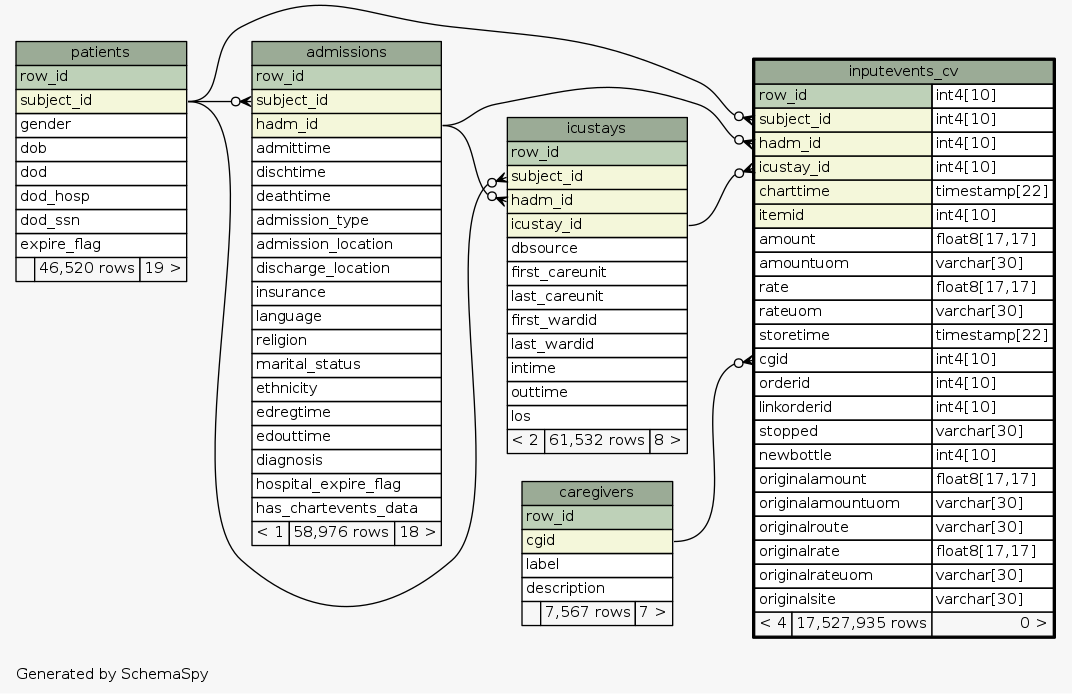 patients
row_id
subject_id
gender
dob
dod
dod_hosp
dod_ssn
expire_flag
46,520 rows 19 >
admissions
row_id
subject_id
hadm_id
admittime
dischtime
deathtime
admission_type
admission_location
discharge_location
insurance
language
religion
marital_status
ethnicity
edregtime
edouttime
diagnosis
hospital_expire_flag
has_chartevents_data
< 1 58,976 rows 18 >
icustays
row_id
subject_id
hadm_id
icustay_id
dbsource
first_careunit
last_careunit
first_wardid
last_wardid
intime
outtime
los
< 2 61,532 rows 8 >
caregivers
row_id
cgid
label
description
7,567 rows 7 >
inputevents_cv
row_id int4[10]
subject_id int4[10]
hadm_id int4[10]
icustay_id int4[10]
charttime timestamp[22]
itemid int4[10]
amount float8[17,17]
amountuom varchar[30]
rate float8[17,17]
rateuom varchar[30]
storetime timestamp[22]
cgid int4[10]
orderid int4[10]
linkorderid int4[10]
stopped varchar[30]
newbottle int4[10]
originalamount float8[17,17]
originalamountuom varchar[30]
originalroute varchar[30]
originalrate float8[17,17]
originalrateuom varchar[30]
originalsite varchar[30]
< 4 17,527,935 rows 0 >
Generated by SchemaSpy